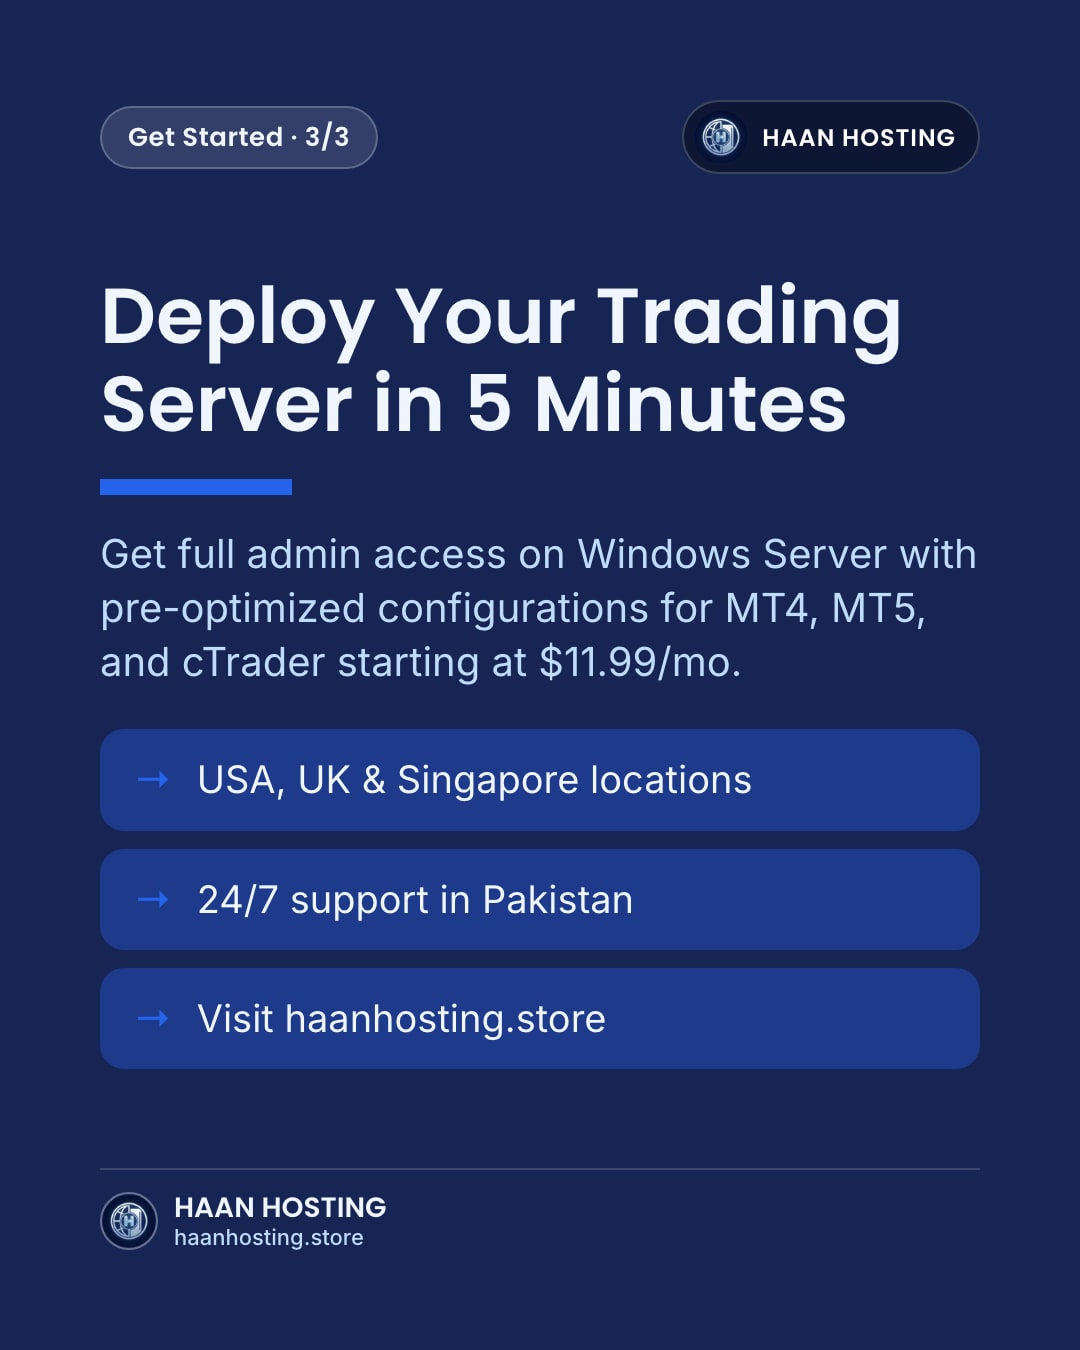 Get Started · 3/3
HAAN HOSTING
Deploy Your Trading
Server in 5 Minutes
Get full admin access on Windows Server with
pre-optimized configurations for MT4, MT5,
and cTrader starting at $11.99/mo.
→ USA, UK & Singapore locations
→ 24/7 support in Pakistan
→ Visit haanhosting.store
HAAN HOSTING
haanhosting.store